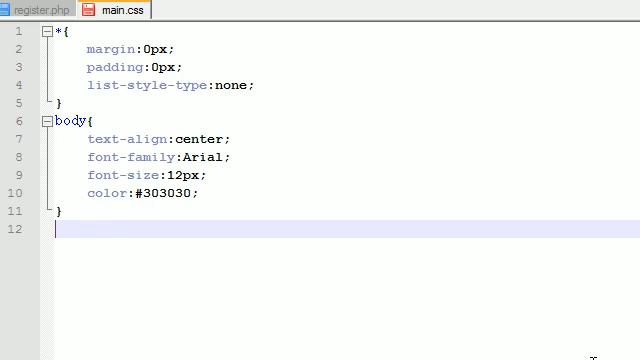 register.php main.css
1 *{
2 margin:0px;
3 padding:0px;
4 list-style-type:none;
5 }
6 body{
7 text-align:center;
8 font-family:Arial;
9 font-size:12px;
10 color:#303030;
11 }
12